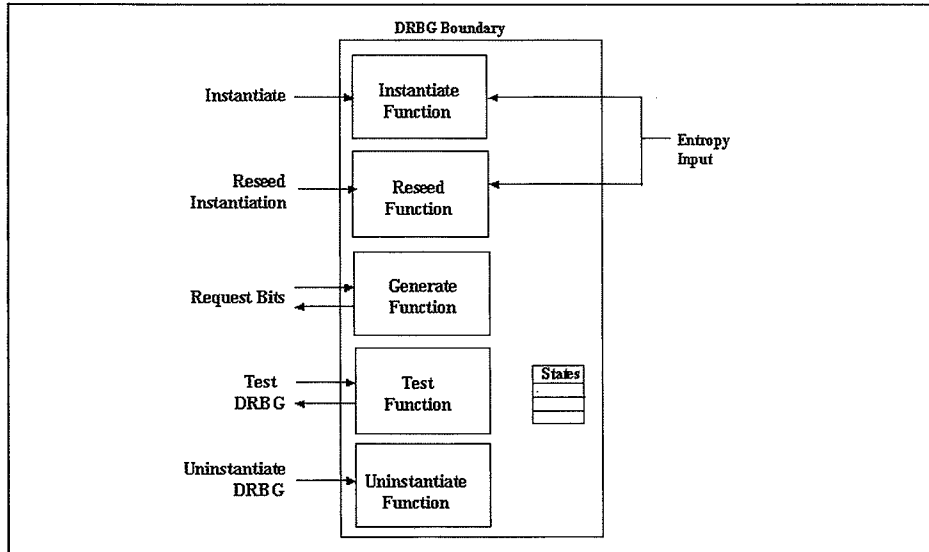 DRBG Boundary
Instantiate
Instantiate
Function
Entropy
Input
Reseed
Instantiation
Reseed
Function
Request Bits
Generate
Function
Test
DRBG
Test
Function
States
Uninstantiate
DRBG
Uninstantiate
Function